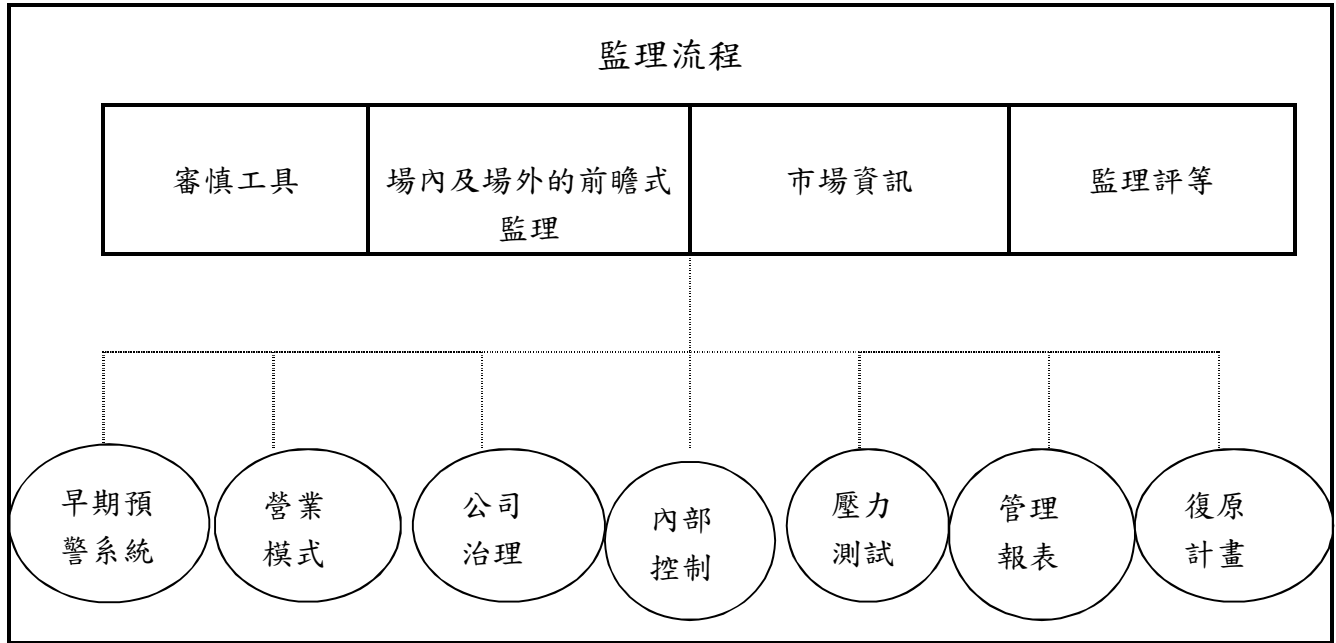 監理流程
審慎工具
場內及場外的前瞻式
監理
市場資訊
監理評等
早期預
警系統
營業
模式
公司
治理
內部
控制
壓力
測試
管理
報表
復原
計畫